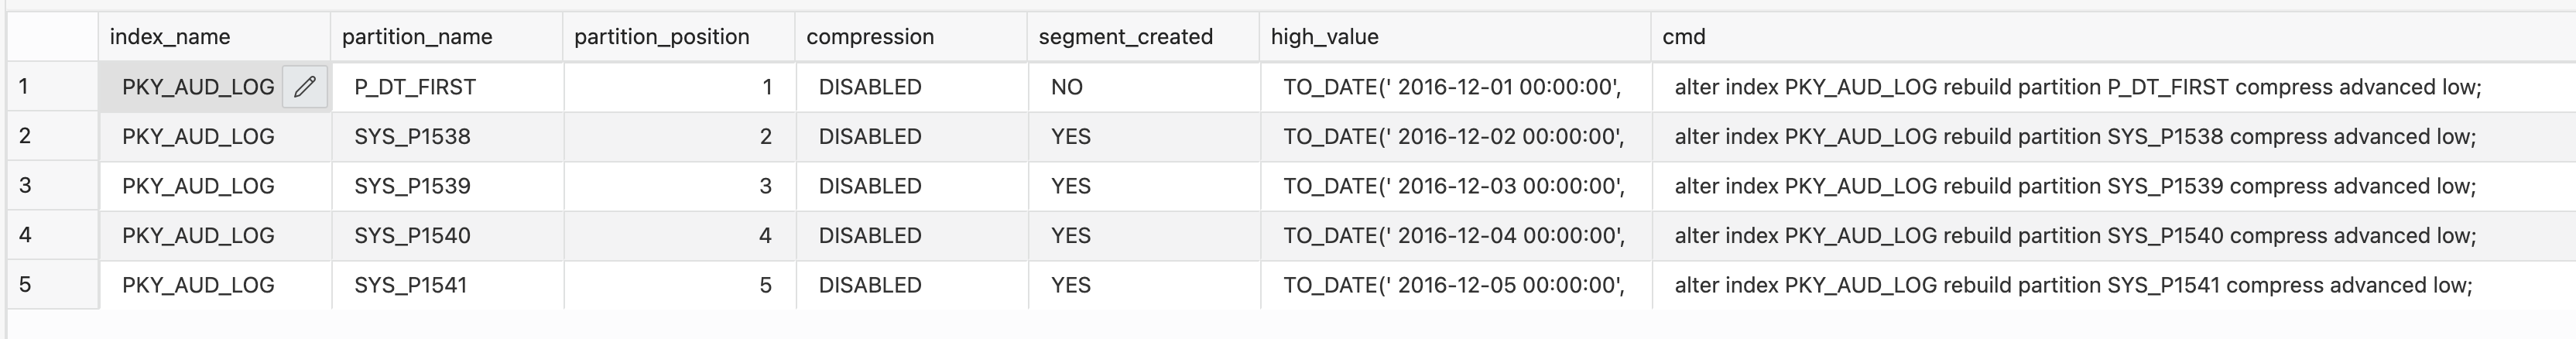 index_name partition_name partition_position compression segment_created high_value cmd
1 PKY_AUD_LOG P_DT_FIRST 1 DISABLED NO TO_DATE(' 2016-12-01 00:00:00', alter index PKY_AUD_LOG rebuild partition P_DT_FIRST compress advanced low;
2 PKY_AUD_LOG SYS_P1538 2 DISABLED YES TO_DATE(' 2016-12-02 00:00:00', alter index PKY_AUD_LOG rebuild partition SYS_P1538 compress advanced low;
3 PKY_AUD_LOG SYS_P1539 3 DISABLED YES TO_DATE(' 2016-12-03 00:00:00', alter index PKY_AUD_LOG rebuild partition SYS_P1539 compress advanced low;
4 PKY_AUD_LOG SYS_P1540 4 DISABLED YES TO_DATE(' 2016-12-04 00:00:00', alter index PKY_AUD_LOG rebuild partition SYS_P1540 compress advanced low;
5 PKY_AUD_LOG SYS_P1541 5 DISABLED YES TO_DATE(' 2016-12-05 00:00:00', alter index PKY_AUD_LOG rebuild partition SYS_P1541 compress advanced low;